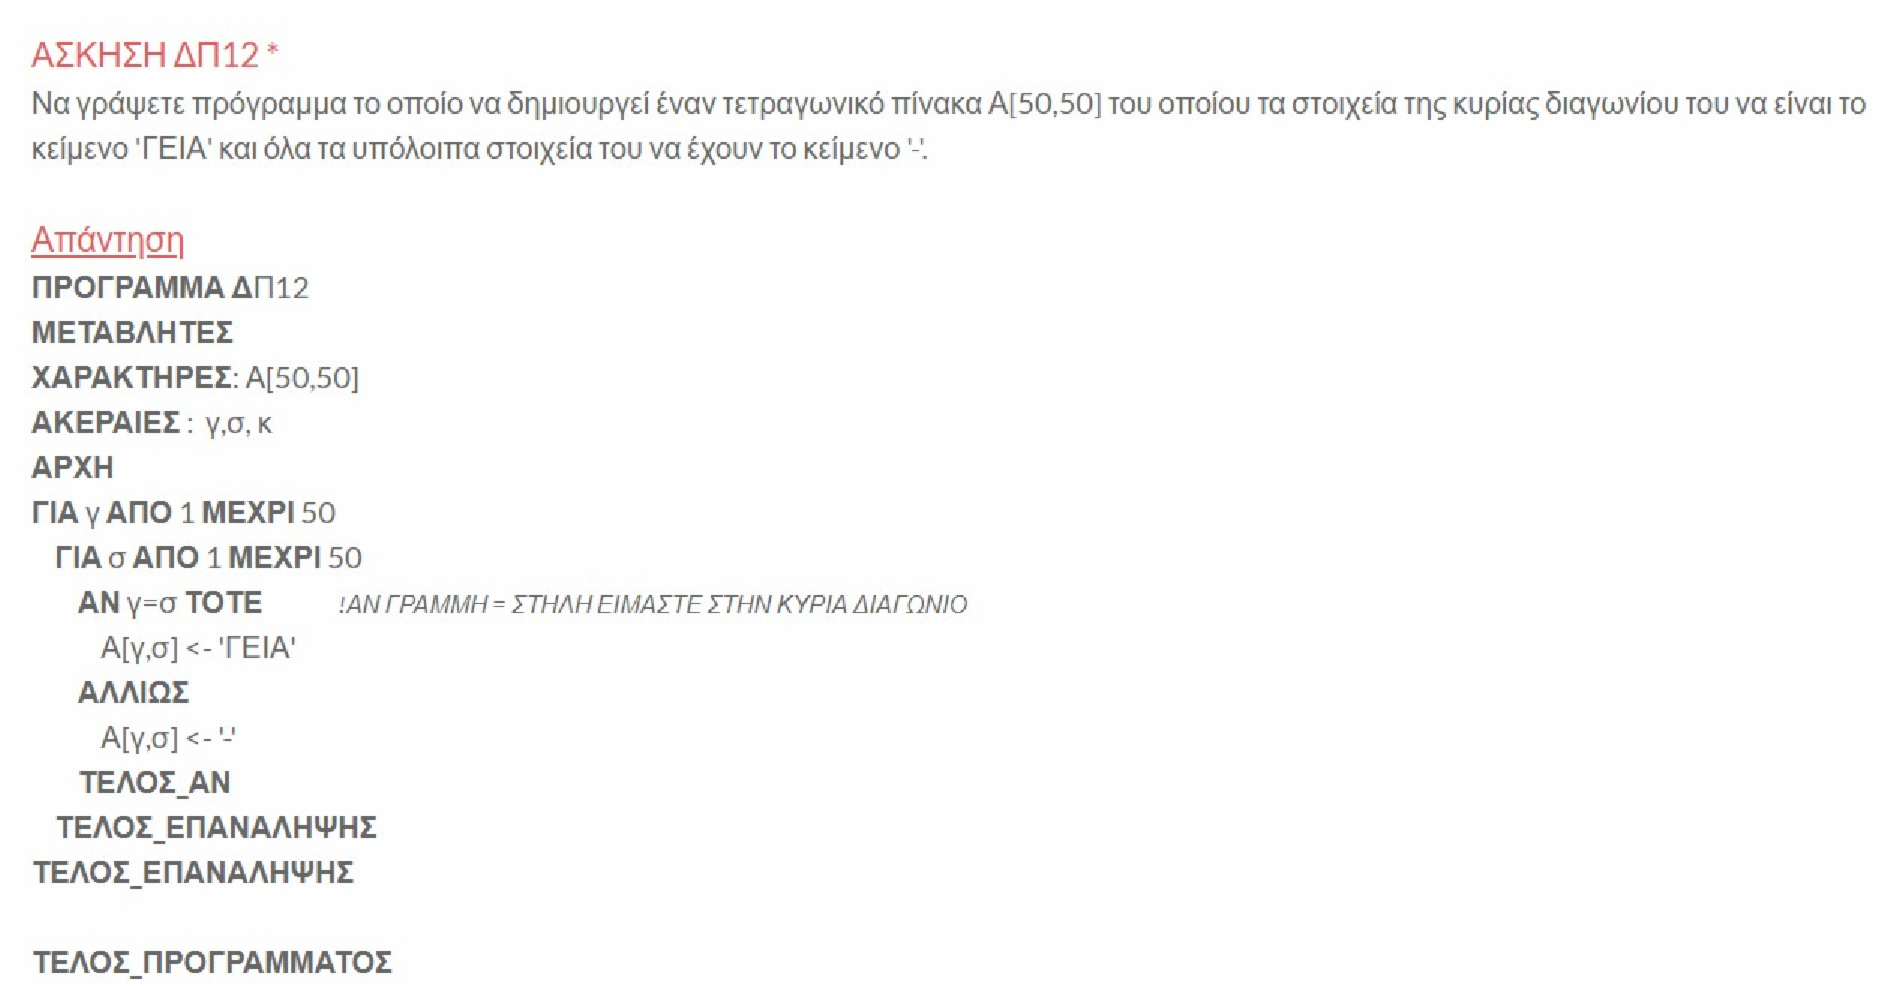 ΑΣΚΗΣΗ ΔΠ12 *
Να γράψετε πρόγραμμα το οποίο να δημιουργεί έναν τετραγωνικό πίνακα Α[50,50] του οποίου τα στοιχεία της κυρίας διαγωνίου του να είναι το
κείμενο 'ΓΕΙΑ' και όλα τα υπόλοιπα στοιχεία του να έχουν το κείμενο '-'.
Απάντηση
ΠΡΟΓΡΑΜΜΑ ΔΠ12
ΜΕΤΑΒΛΗΤΕΣ
ΧΑΡΑΚΤΗΡΕΣ: Α[50,50]
ΑΚΕΡΑΙΕΣ : γ,σ, κ
ΑΡΧΗ
ΓΙΑ γ ΑΠΟ 1 ΜΕΧΡΙ 50
ΓΙΑ σ ΑΠΟ 1 ΜΕΧΡΙ 50
ΑΝ γ=σ ΤΟΤΕ !ΑΝ ΓΡΑΜΜΗ = ΣΤΗΛΗ ΕΙΜΑΣΤΕ ΣΤΗΝ ΚΥΡΙΑ ΔΙΑΓΩΝΙΟ
Α[γ,σ] <- 'ΓΕΙΑ'
ΑΛΛΙΩΣ
Α[γ,σ] <- '-'
ΤΕΛΟΣ_ΑΝ
ΤΕΛΟΣ_ΕΠΑΝΑΛΗΨΗΣ
ΤΕΛΟΣ_ΕΠΑΝΑΛΗΨΗΣ
ΤΕΛΟΣ_ΠΡΟΓΡΑΜΜΑΤΟΣ